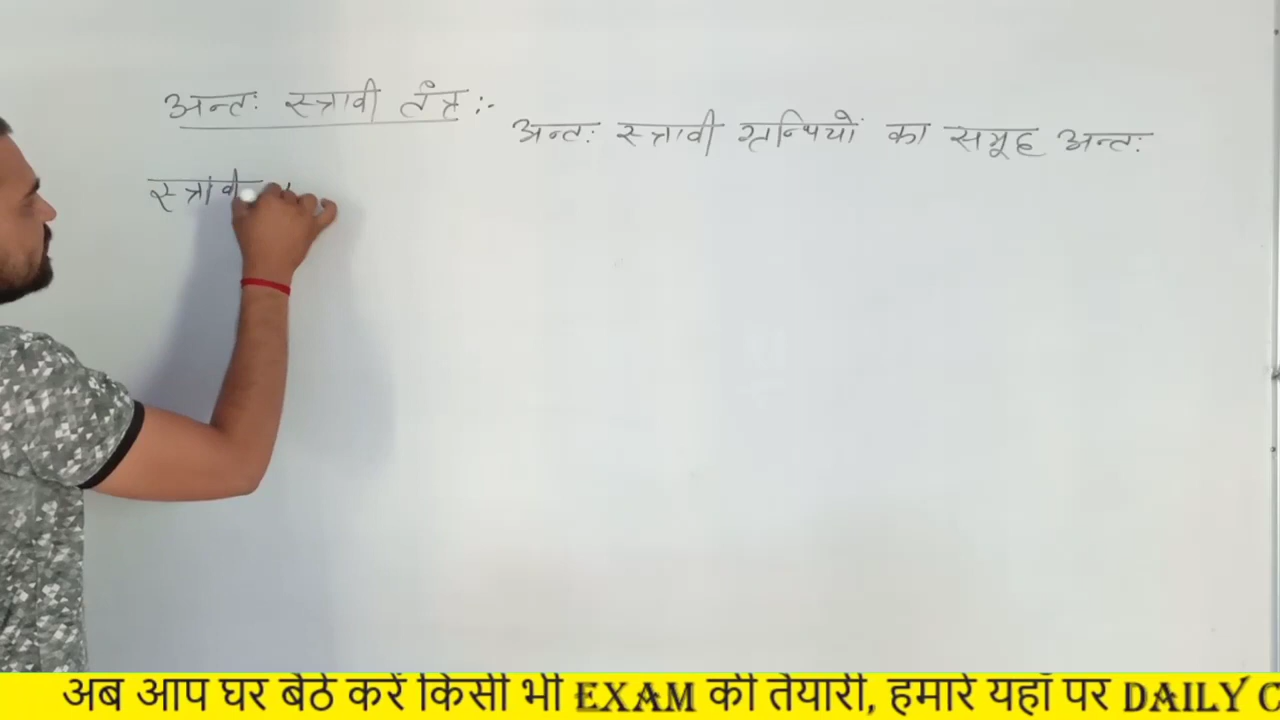 अन्तः स्त्रावी तंत्र :-
अन्तः स्त्रावी ग्रन्थियों का समूह अन्तः
स्त्रावी
अब आप घर बैठे करें किसी भी EXAM की तैयारी, हमारे यहाँ पर DAILY C